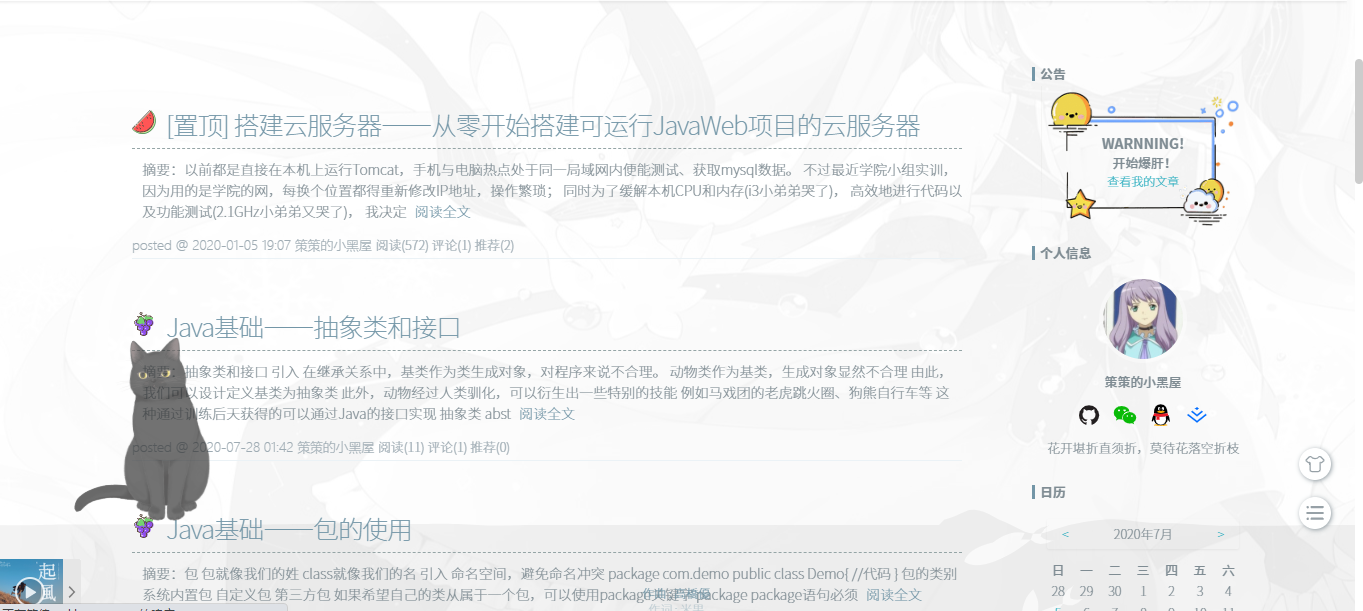 [置顶] 搭建云服务器——从零开始搭建可运行JavaWeb项目的云服务器
摘要：以前都是直接在本机上运行Tomcat，手机与电脑热点处于同一局域网内便能测试、获取mysql数据。 不过最近学院小组实训，
因为用的是学院的网，每换个位置都得重新修改IP地址，操作繁琐； 同时为了缓解本机CPU和内存(i3小弟弟哭了)， 高效地进行代码以
及功能测试(2.1GHz小弟弟又哭了)， 我决定 阅读全文
posted @ 2020-01-05 19:07 策策的小黑屋 阅读(572) 评论(1) 推荐(2)
Java基础——抽象类和接口
摘要：抽象类和接口 引入 在继承关系中，基类作为类生成对象，对程序来说不合理。 动物类作为基类，生成对象显然不合理 由此，
我们可以设计定义基类为抽象类 此外，动物经过人类驯化，可以衍生出一些特别的技能 例如马戏团的老虎跳火圈、狗熊自行车等 这
种通过训练后天获得的可以通过Java的接口实现 抽象类 abst 阅读全文
posted @ 2020-07-28 01:42 策策的小黑屋 阅读(11) 评论(1) 推荐(0)
Java基础——包的使用
摘要：包 包就像我们的姓 class就像我们的名 引入 命名空间，避免命名冲突 package com.demo public class Demo{ //代码 } 包的类别
系统内置包 自定义包 第三方包 如果希望自己的类从属于一个包，可以使用package关键字 package package语句必须 阅读全文
起
風
公告
WARNNING!
开始爆肝！
查看我的文章
个人信息
策策的小黑屋
花开堪折直须折，莫待花落空折枝
日历
< 2020年7月 >
日 一 二 三 四 五 六
28 29 30 1 2 3 4